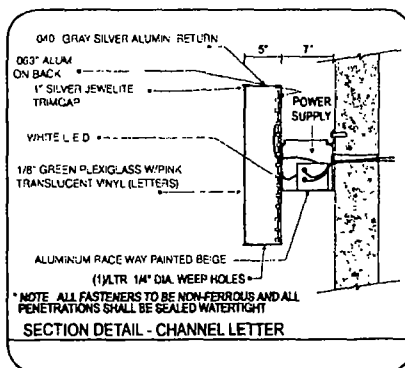 .040 GRAY SILVER ALUMIN. RETURN
5" 7"
.063" ALUM
ON BACK
1" SILVER JEWELITE
TRIMCAP
POWER
SUPPLY
WHITE L.E.D
1/8" GREEN PLEXIGLASS W/PINK
TRANSLUCENT VINYL (LETTERS)
ALUMINUM RACE WAY PAINTED BEIGE
(1)/LTR 1/4" DIA. WEEP HOLES
* NOTE ALL FASTENERS TO BE NON-FERROUS AND ALL
PENETRATIONS SHALL BE SEALED WATERTIGHT
SECTION DETAIL - CHANNEL LETTER